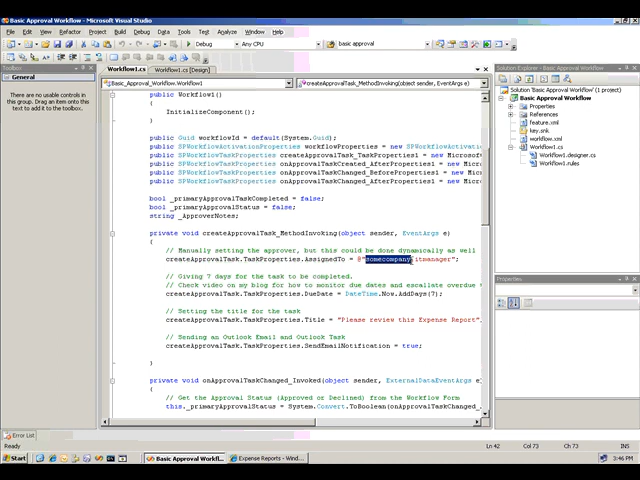 Basic Approval Workflow - Microsoft Visual Studio
File Edit View Refactor Project Build Debug Data Tools Test Analyze Window Help
Debug Any CPU basic approval
Toolbox
General
There are no usable controls in this group. Drag an item onto this text to add it to the toolbox.
Workflow1.cs Workflow1.cs [Design]
Basic_Approval_Workflow.Workflow1 createApprovalTask_MethodInvoking(object sender, EventArgs e)
public Workflow1()
{
InitializeComponent();
}
public Guid workflowId = default(System.Guid);
public SPWorkflowActivationProperties workflowProperties = new SPWorkflowActivati
public SPWorkflowTaskProperties createApprovalTask_TaskProperties1 = new Microsof
public SPWorkflowTaskProperties onApprovalTaskCreated_AfterProperties1 = new Micr
public SPWorkflowTaskProperties onApprovalTaskChanged_AfterProperties1 = new Micr
public SPWorkflowTaskProperties onApprovalTaskChanged_BeforeProperties1 = new Mic
bool _primaryApprovalTaskCompleted = false;
bool _primaryApprovalStatus = false;
string _ApproverNotes;
private void createApprovalTask_MethodInvoking(object sender, EventArgs e)
{
// Manually setting the approver, but this could be done dynamically as well
createApprovalTask.TaskProperties.AssignedTo = @"somecompany\itmanager";
// Giving 7 days for the task to be completed.
// Check video on my blog for how to monitor due dates and escallate overdue t
createApprovalTask.TaskProperties.DueDate = DateTime.Now.AddDays(7);
// Setting the title for the task
createApprovalTask.TaskProperties.Title = "Please review this Expense Report"
// Sending an Outlook Email and Outlook Task
createApprovalTask.TaskProperties.SendEmailNotification = true;
}
private void onApprovalTaskChanged_Invoked(object sender, ExternalDataEventArgs e
{
// Get the Approval Status (Approved or Declined) from the Workflow Form
this._primaryApprovalStatus = System.Convert.ToBoolean(onApprovalTaskChanged_
Solution Explorer - Basic Approval W...
Solution 'Basic Approval Workflow' (1 project)
Basic Approval Workflow
Properties
References
feature.xml
key.snk
workflow.xml
Workflow1.cs
Workflow1.designer.cs
Workflow1.rules
Properties
Error List
Ready Ln 42 Col 73 Ch 73 INS
Start Basic Approval Workfl... Expense Reports - Wind... 3:46 PM